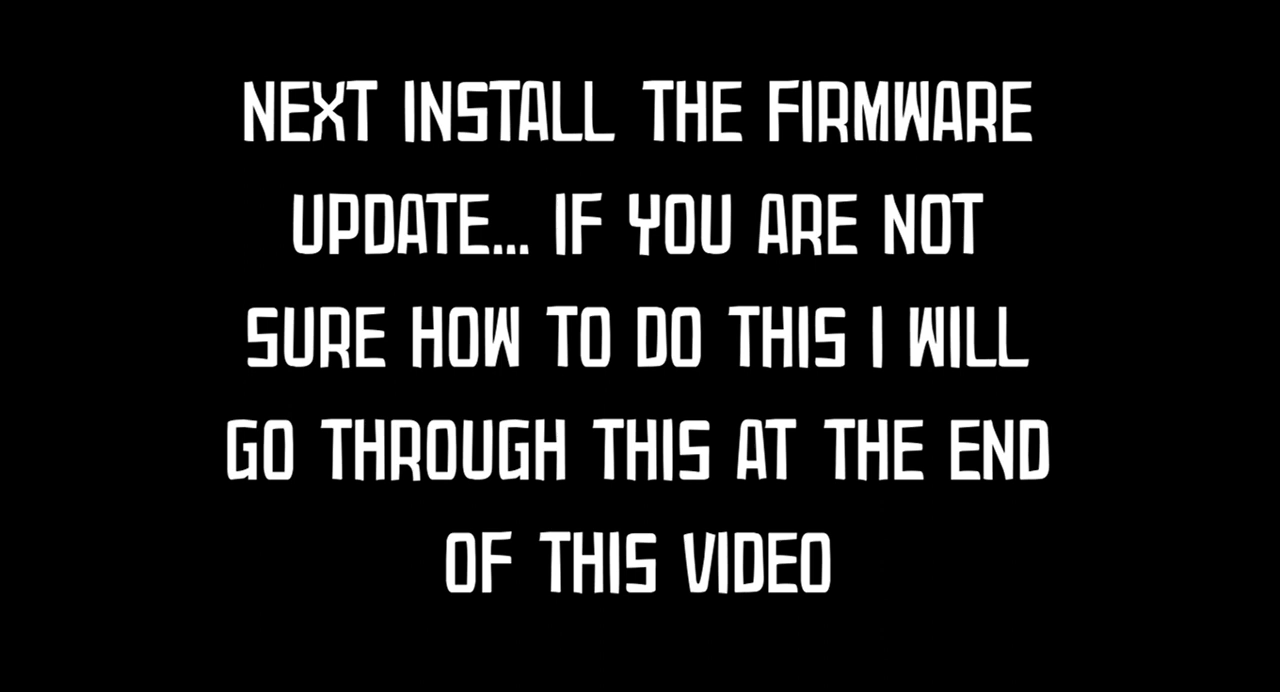 NEXT INSTALL THE FIRMWARE
UPDATE... IF YOU ARE NOT
SURE HOW TO DO THIS I WILL
GO THROUGH THIS AT THE END
OF THIS VIDEO